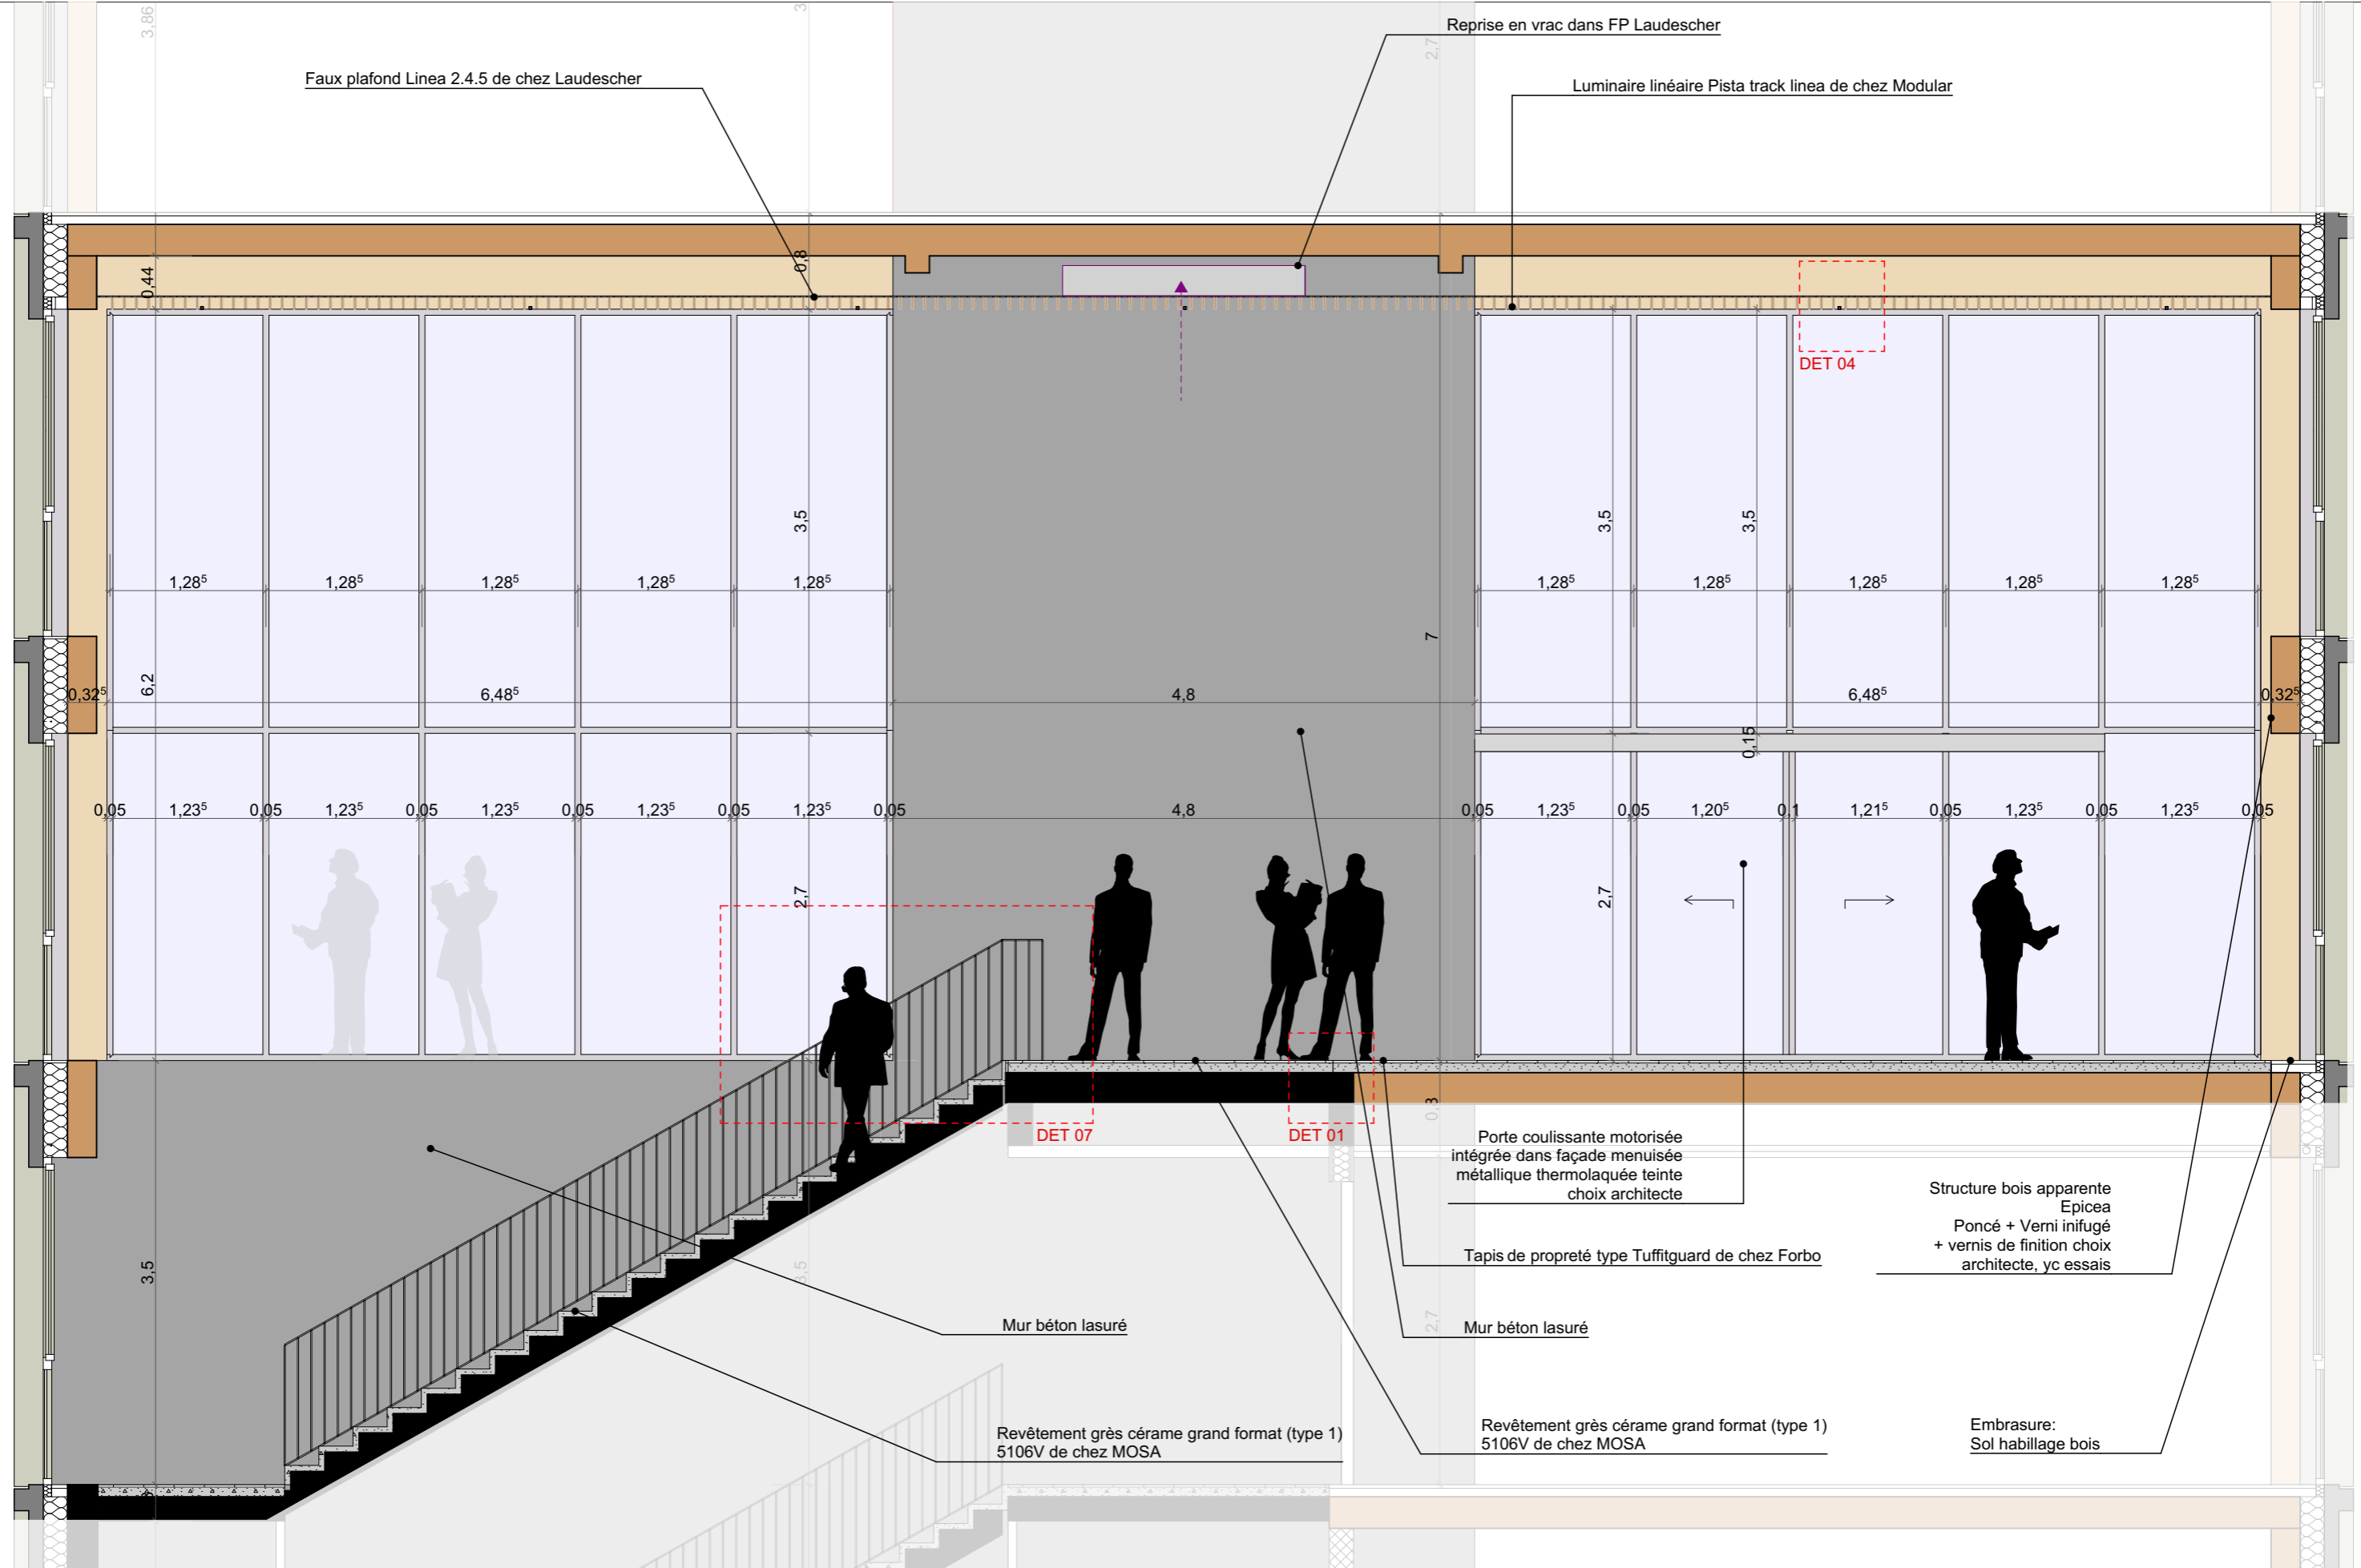 3,86
3
2,7
Reprise en vrac dans FP Laudescher
Faux plafond Linea 2.4.5 de chez Laudescher
Luminaire linéaire Pista track linea de chez Modular
0,44
0,8
DET 04
3,5
3,5
3,5
1,28⁵ 1,28⁵ 1,28⁵ 1,28⁵ 1,28⁵
1,28⁵ 1,28⁵ 1,28⁵ 1,28⁵ 1,28⁵
7
6,2
0,32⁵ 6,48⁵ 4,8 6,48⁵ 0,32⁵
0,15
0,05 1,23⁵ 0,05 1,23⁵ 0,05 1,23⁵ 0,05 1,23⁵ 0,05 1,23⁵ 0,05 4,8 0,05 1,23⁵ 0,05 1,20⁵ 0,1 1,21⁵ 0,05 1,23⁵ 0,05 1,23⁵ 0,05
2,7
2,7
0,8
DET 07
DET 01
Porte coulissante motorisée
intégrée dans façade menuisée
métallique thermolaquée teinte
choix architecte
Structure bois apparente
Epicea
Poncé + Verni inifugé
+ vernis de finition choix
architecte, yc essais
Tapis de propreté type Tuffitguard de chez Forbo
3,5
3,5
2,7
Mur béton lasuré
Mur béton lasuré
Revêtement grès cérame grand format (type 1)
5106V de chez MOSA
Revêtement grès cérame grand format (type 1)
5106V de chez MOSA
Embrasure:
Sol habillage bois